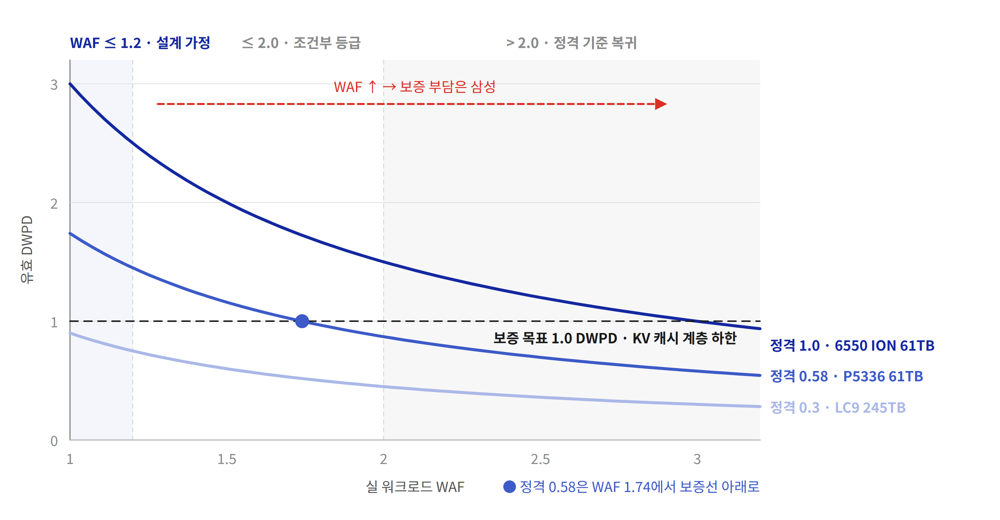 WAF ≤ 1.2 · 설계 가정
≤ 2.0 · 조건부 등급
> 2.0 · 정격 기준 복귀
WAF ↑ → 보증 부담은 삼성
3
2
1
0
유효 DWPD
보증 목표 1.0 DWPD · KV 캐시 계층 하한
정격 1.0 · 6550 ION 61TB
정격 0.58 · P5336 61TB
정격 0.3 · LC9 245TB
1
1.5
2
2.5
3
실 워크로드 WAF
정격 0.58은 WAF 1.74에서 보증선 아래로